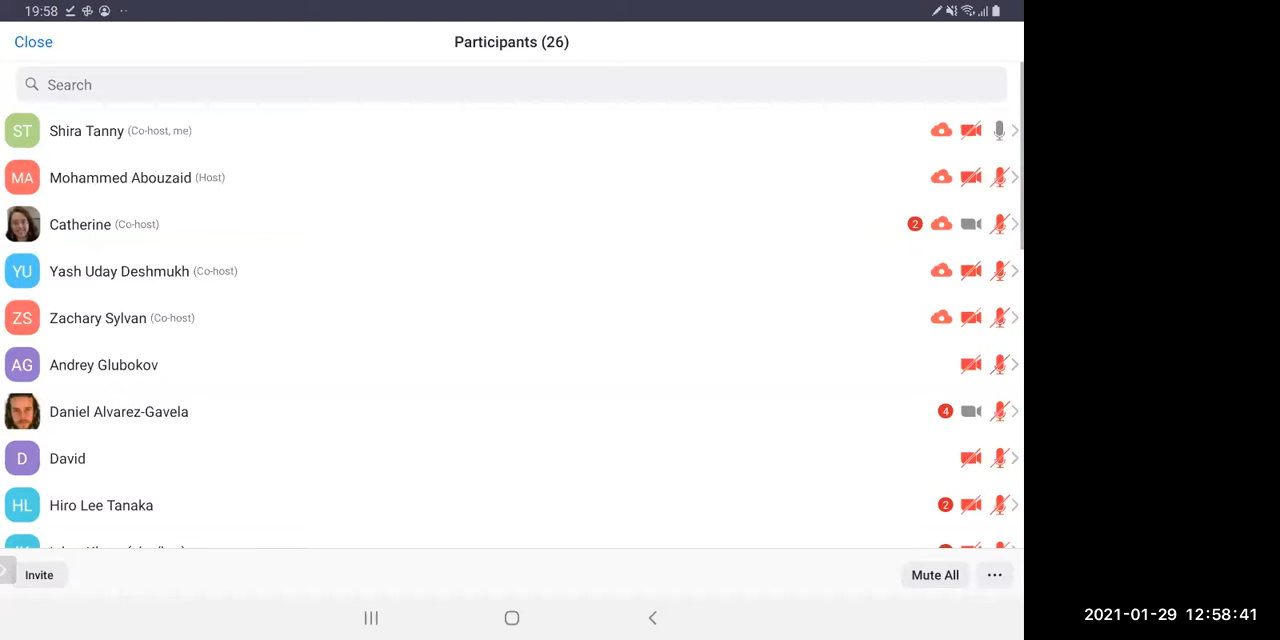 19:58
Close
Participants (26)
Search
ST Shira Tanny (Co-host, me)
MA Mohammed Abouzaid (Host)
Catherine (Co-host) 2
YU Yash Uday Deshmukh (Co-host)
ZS Zachary Sylvan (Co-host)
AG Andrey Glubokov
Daniel Alvarez-Gavela 4
D David
HL Hiro Lee Tanaka 2
Invite
Mute All
2021-01-29 12:58:41